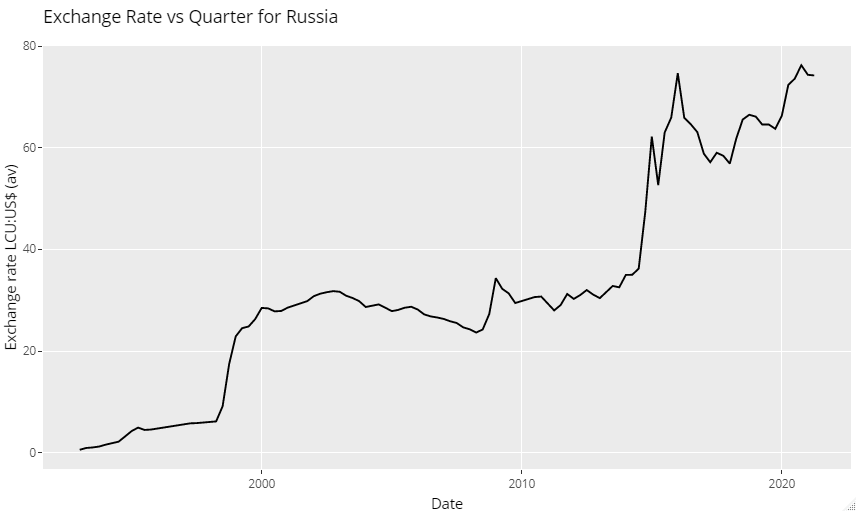 Exchange Rate vs Quarter for Russia
Exchange rate LCU:US$ (av)
80
60
40
20
0
2000
2010
2020
Date